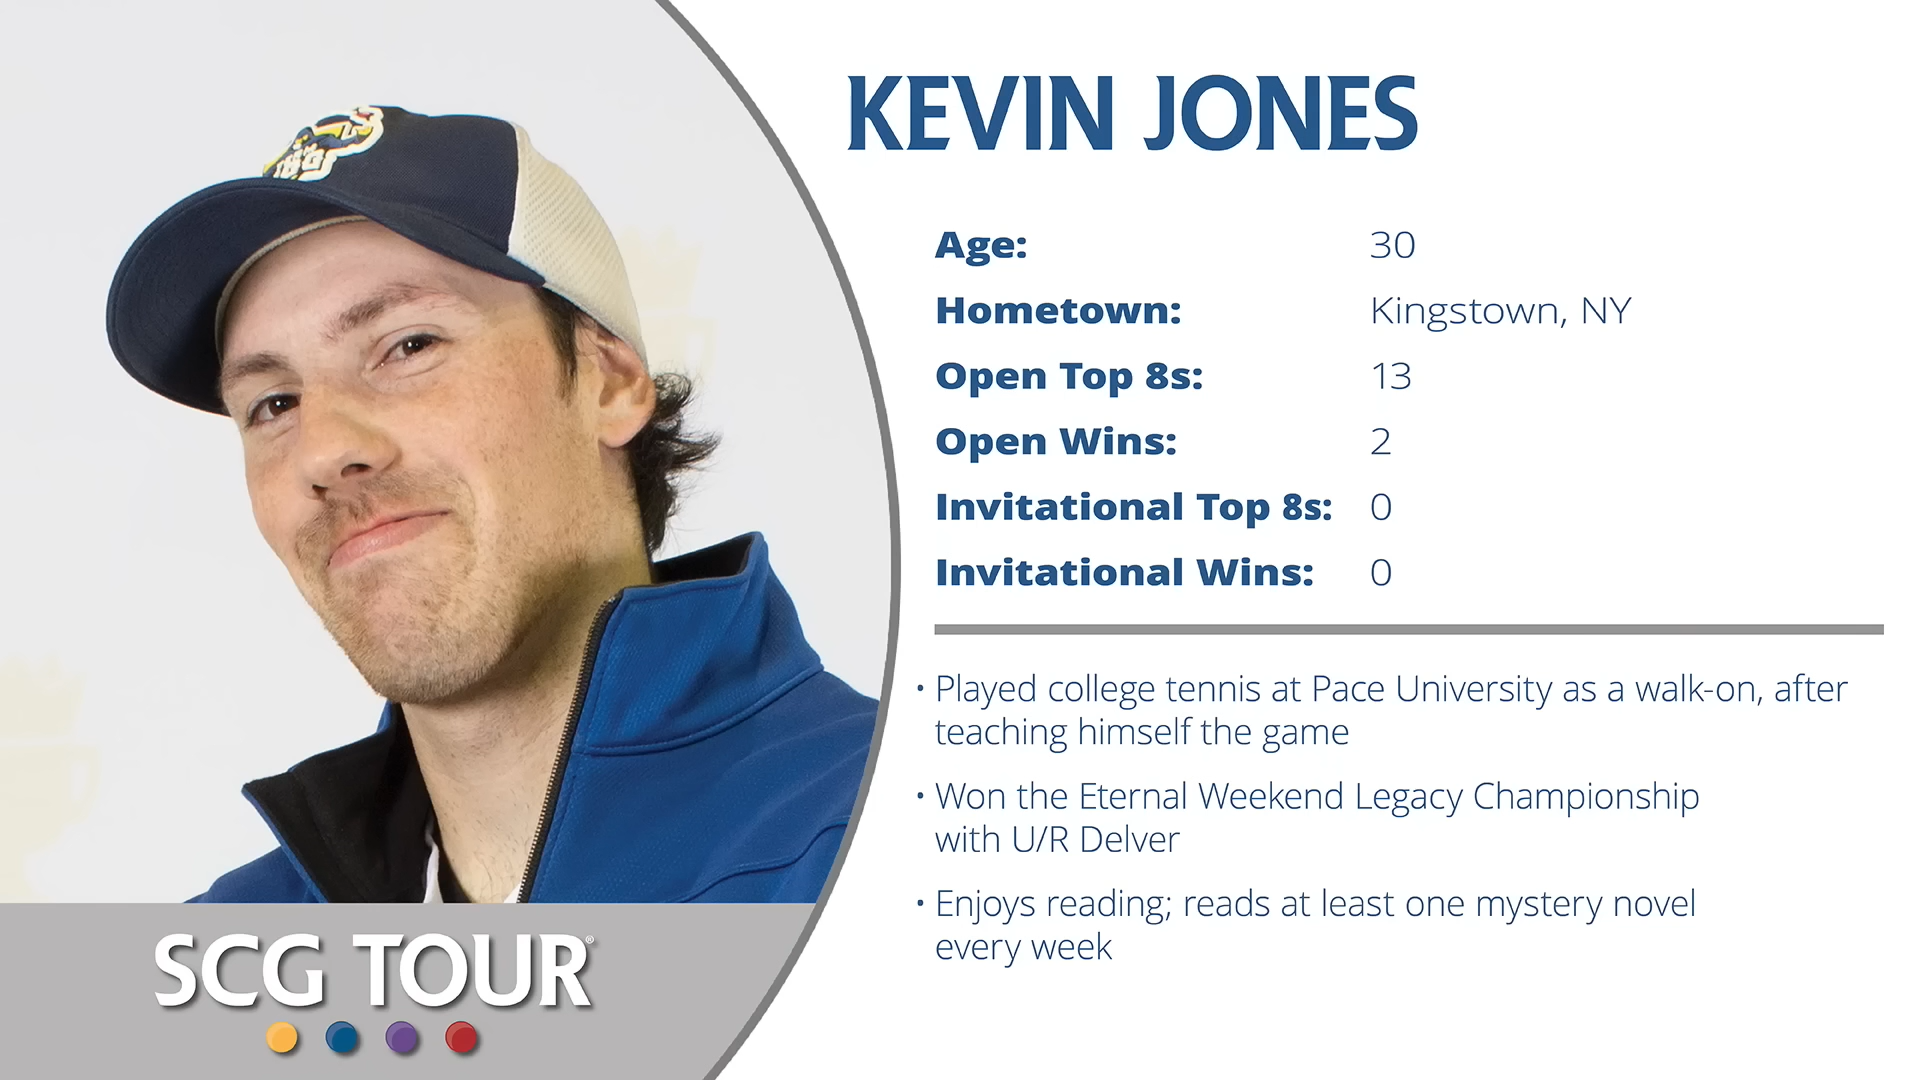 KEVIN JONES
Age: 30
Hometown: Kingstown, NY
Open Top 8s: 13
Open Wins: 2
Invitational Top 8s: 0
Invitational Wins: 0
• Played college tennis at Pace University as a walk-on, after
teaching himself the game
• Won the Eternal Weekend Legacy Championship
with U/R Delver
• Enjoys reading; reads at least one mystery novel
every week
SCG TOUR®